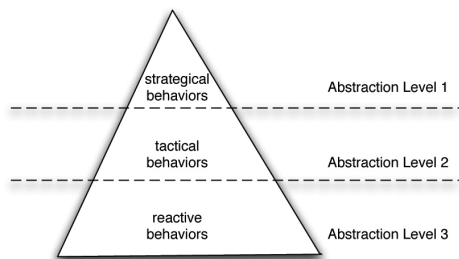 strategical
behaviors
Abstraction Level 1
tactical
behaviors
Abstraction Level 2
reactive
behaviors
Abstraction Level 3